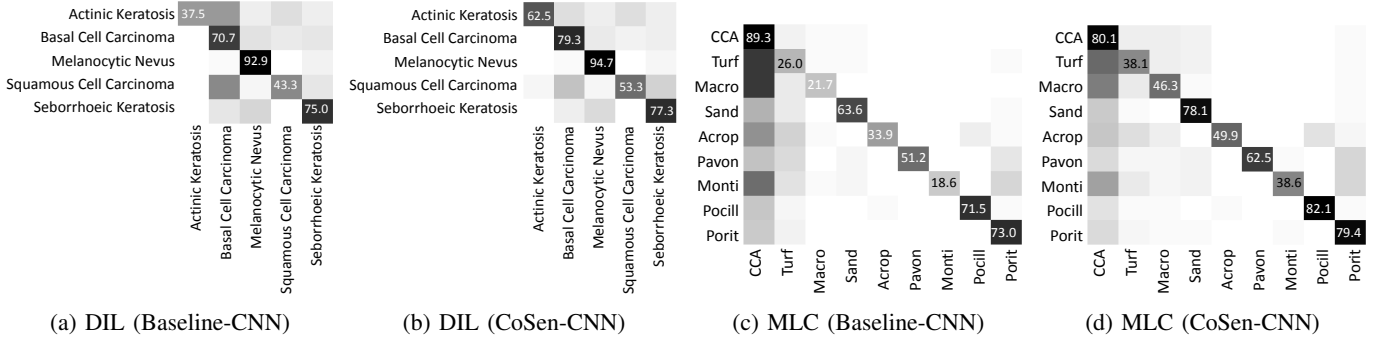 Actinic Keratosis 37.5
Basal Cell Carcinoma 70.7
Melanocytic Nevus 92.9
Squamous Cell Carcinoma 43.3
Seborrhoeic Keratosis 75.0
Actinic Keratosis
Basal Cell Carcinoma
Melanocytic Nevus
Squamous Cell Carcinoma
Seborrhoeic Keratosis
(a) DIL (Baseline-CNN)
Actinic Keratosis 62.5
Basal Cell Carcinoma 79.3
Melanocytic Nevus 94.7
Squamous Cell Carcinoma 53.3
Seborrhoeic Keratosis 77.3
Actinic Keratosis
Basal Cell Carcinoma
Melanocytic Nevus
Squamous Cell Carcinoma
Seborrhoeic Keratosis
(b) DIL (CoSen-CNN)
CCA 89.3
Turf 26.0
Macro 21.7
Sand 63.6
Acrop 33.9
Pavon 51.2
Monti 18.6
Pocill 71.5
Porit 73.0
CCA
Turf
Macro
Sand
Acrop
Pavon
Monti
Pocill
Porit
(c) MLC (Baseline-CNN)
CCA 80.1
Turf 38.1
Macro 46.3
Sand 78.1
Acrop 49.9
Pavon 62.5
Monti 38.6
Pocill 82.1
Porit 79.4
CCA
Turf
Macro
Sand
Acrop
Pavon
Monti
Pocill
Porit
(d) MLC (CoSen-CNN)